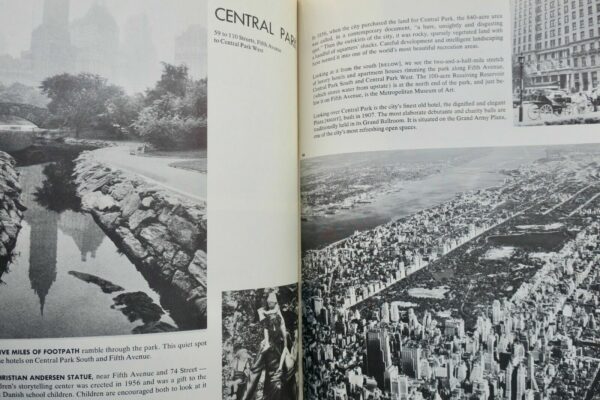 CENTRAL PARK
59 to 110 Streets, Fifth Avenue
to Central Park West
IVE MILES OF FOOTPATH ramble through the park. This quiet spot
e hotels on Central Park South and Fifth Avenue.
HRISTIAN ANDERSEN STATUE, near Fifth Avenue and 74 Street —
dren's storytelling center was erected in 1956 and was a gift to the
Danish school children. Children are encouraged both to look at it
In 1856, when the city purchased the land for Central Park, the 840-acre area
was called, in a contemporary document, "a bare, unsightly and disgusting
spot." Then the outskirts of the city, it was rocky, sparsely vegetated land with
a handful of squatters' shacks. Careful development and intelligent landscaping
have turned it into one of the world's most beautiful recreation areas.
Looking at it from the south [BELOW], we see the two-and-a-half-mile stretch
of luxury hotels and apartment houses rimming the park along Fifth Avenue,
Central Park South and Central Park West. The 100-acre Receiving Reservoir
(which stores water from upstate) is at the north end of the park, and just be-
low it on Fifth Avenue, is the Metropolitan Museum of Art.
Looking over Central Park is the city's finest old hotel, the dignified and elegant
Plaza [RIGHT], built in 1907. The most elaborate debutante and charity balls are
traditionally held in its Grand Ballroom. It is situated on the Grand Army Plaza,
one of the city's most refreshing open spaces.